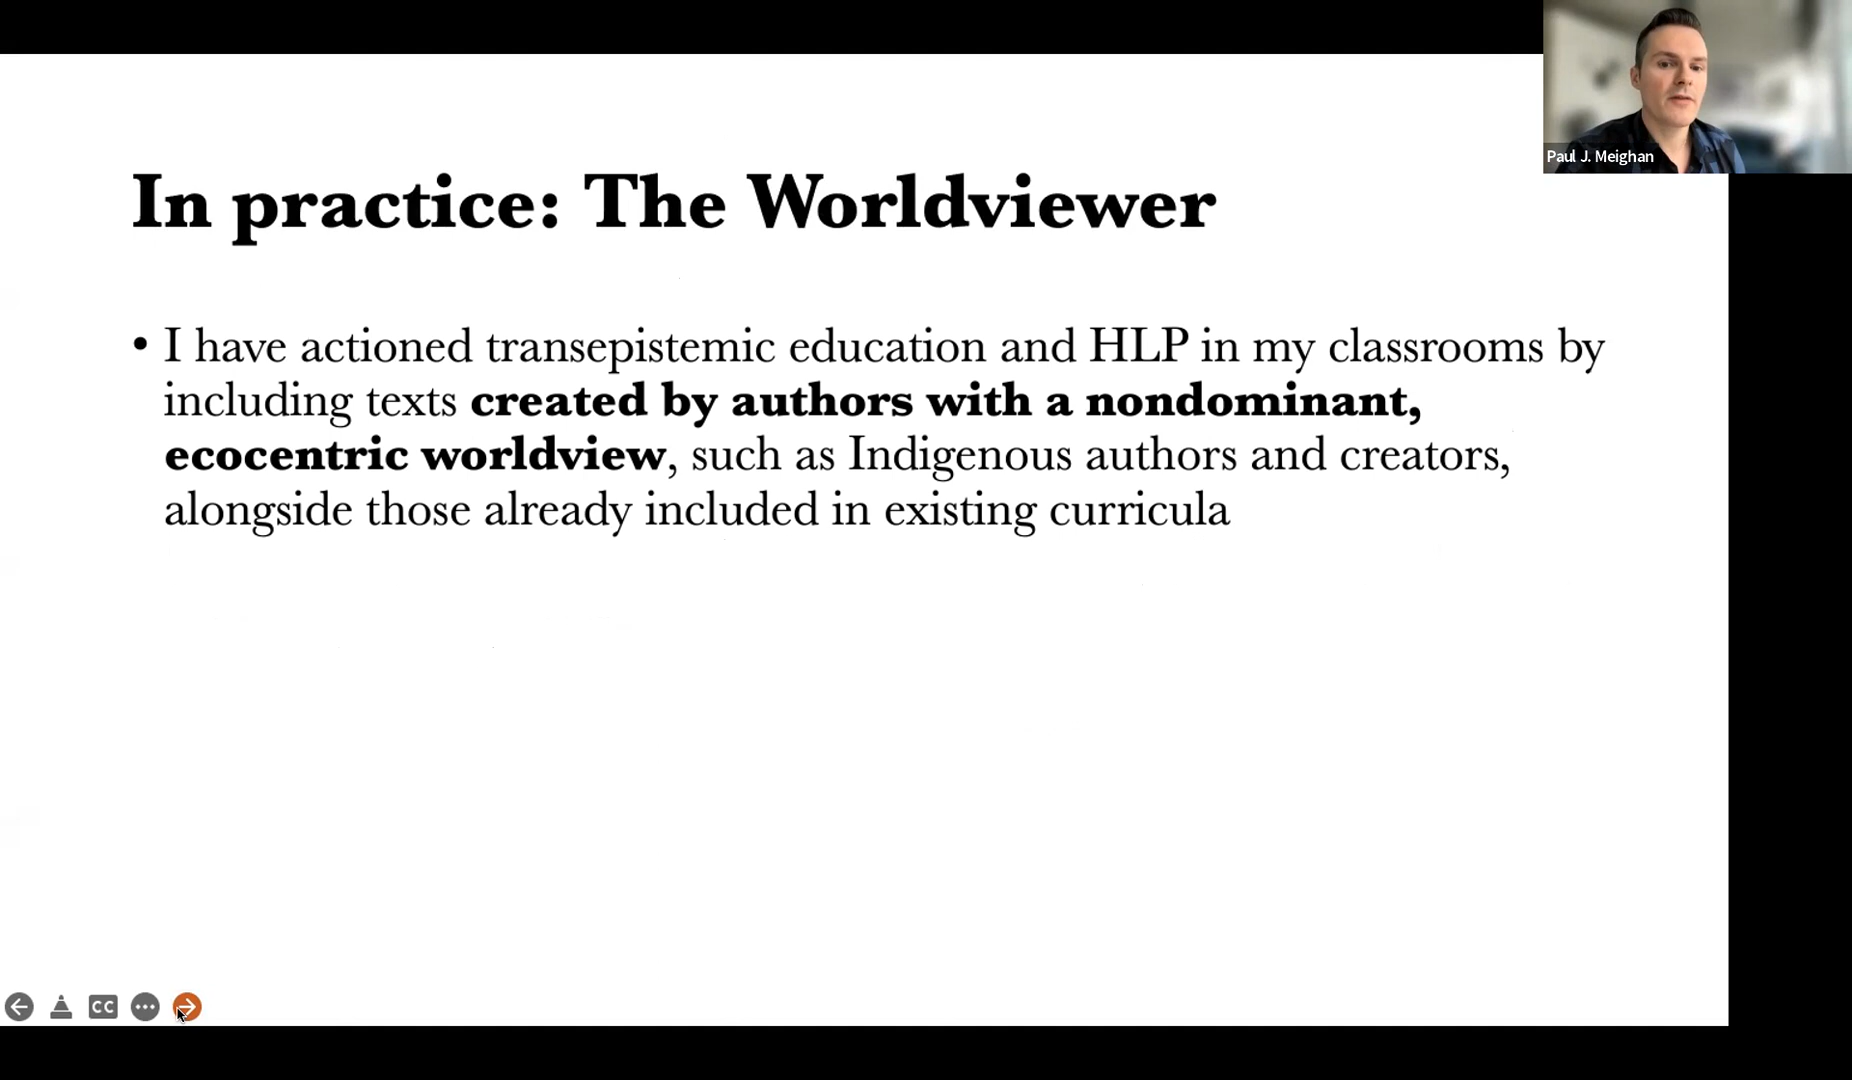 Paul J. Meighan
In practice: The Worldviewer
• I have actioned transepistemic education and HLP in my classrooms by
including texts created by authors with a nondominant,
ecocentric worldview, such as Indigenous authors and creators,
alongside those already included in existing curricula
CC